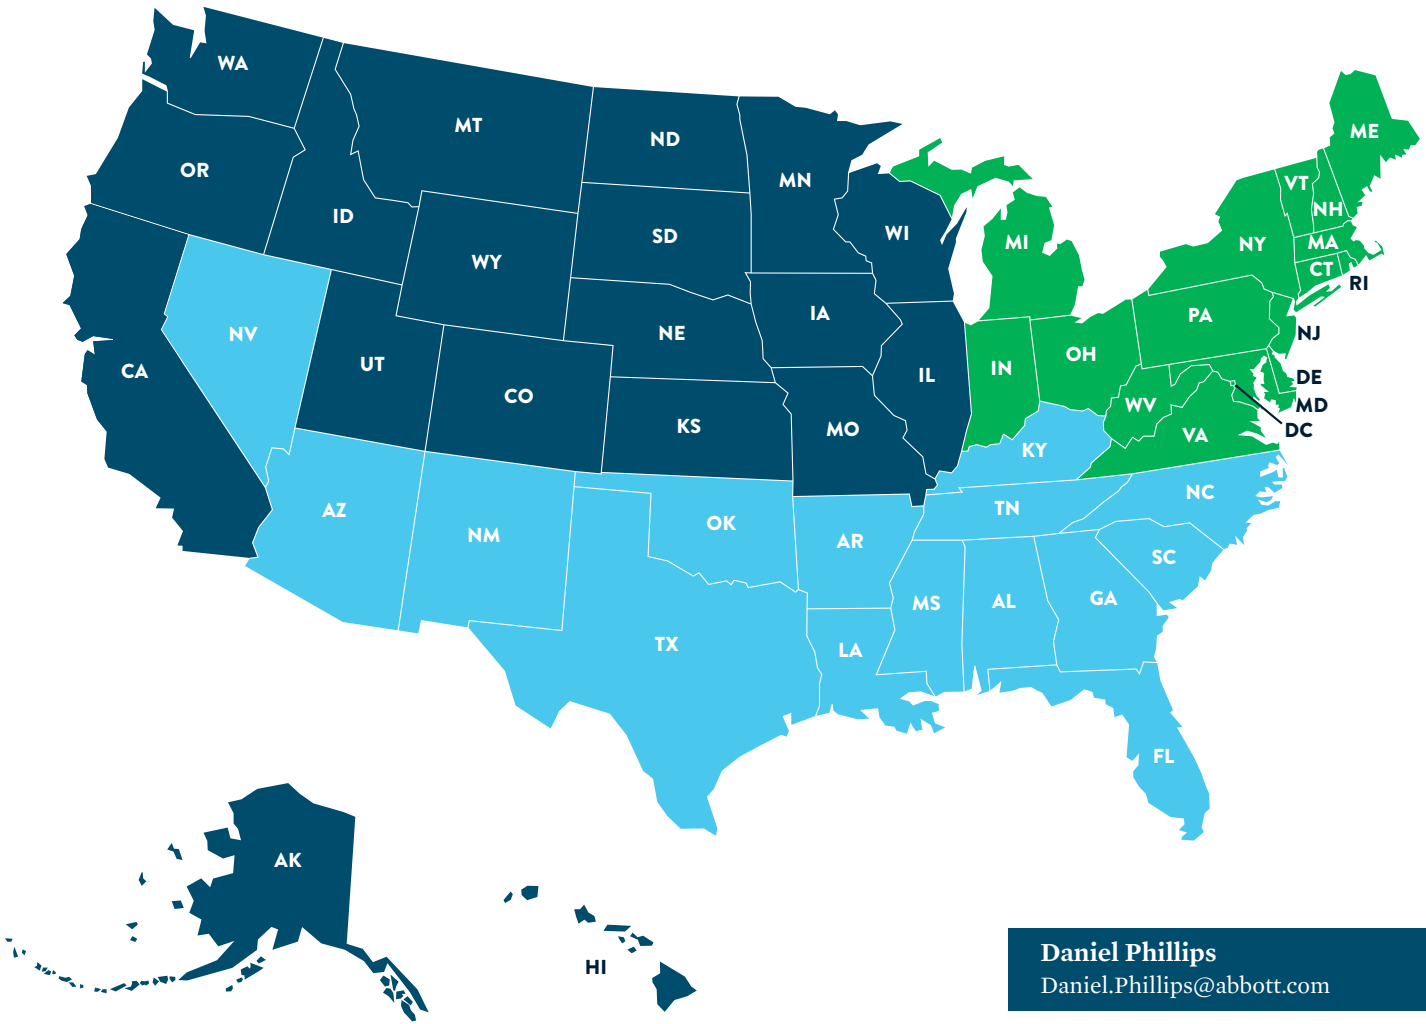 WA
MT
ND
MN
ME
OR
ID
SD
WI
VT
NH
MI
NY
MA
WY
CT
RI
IA
PA
NV
NE
NJ
UT
OH
CA
IN
IL
DE
CO
WV
MD
KS
MO
VA
DC
KY
AZ
OK
NC
TN
NM
AR
SC
MS
AL
GA
TX
LA
FL
AK
HI
Daniel Phillips
Daniel.Phillips@abbott.com